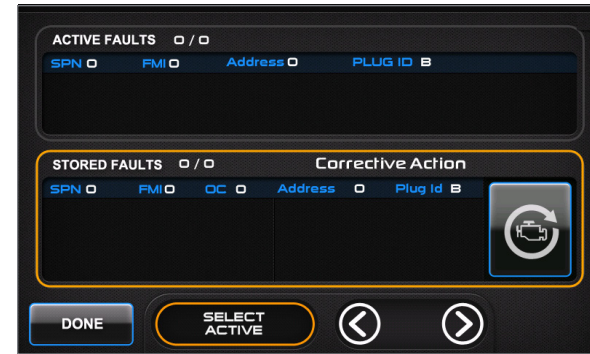 ACTIVE FAULTS 0 / 0
SPN 0 FMI 0 Address 0 PLUG ID B
STORED FAULTS 0 / 0 Corrective Action
SPN 0 FMI 0 OC 0 Address 0 Plug Id B
DONE
SELECT
ACTIVE